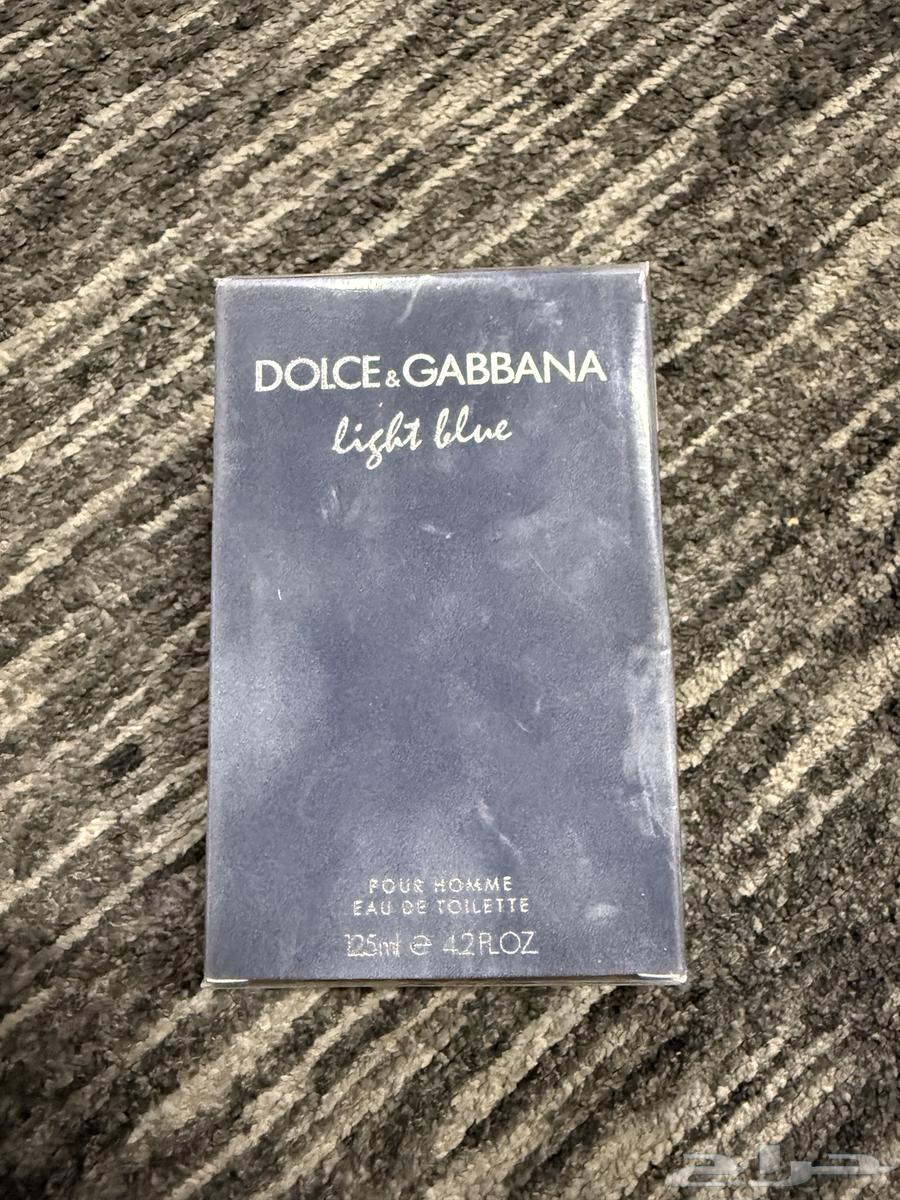 DOLCE&GABBANA
light blue
POUR HOMME
EAU DE TOILETTE
125ml e 4.2 FL.OZ
حراج